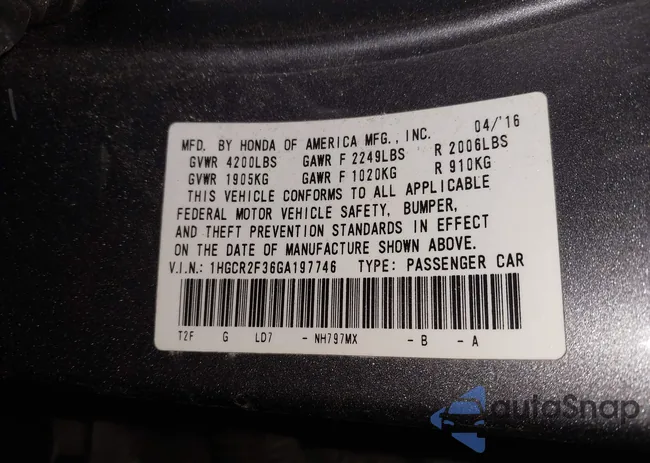 MFD. BY HONDA OF AMERICA MFG., INC. 04/'16
GVWR 4200LBS GAWR F 2249LBS R 2006LBS
GVWR 1905KG GAWR F 1020KG R 910KG
THIS VEHICLE CONFORMS TO ALL APPLICABLE
FEDERAL MOTOR VEHICLE SAFETY, BUMPER,
AND THEFT PREVENTION STANDARDS IN EFFECT
ON THE DATE OF MANUFACTURE SHOWN ABOVE.
V.I.N.: 1HGCR2F36GA197746 TYPE: PASSENGER CAR
T2F G LD7 - NH797MX - B - A
autoSnap